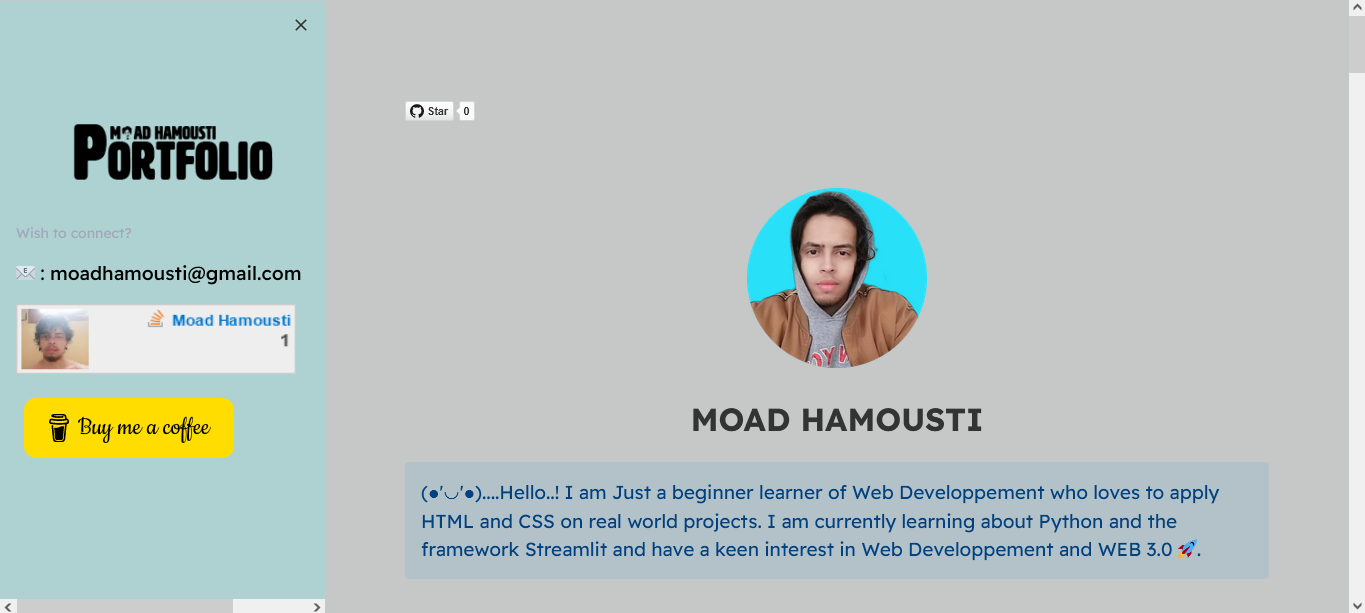 MOAD HAMOUSTI
PORTFOLIO
Wish to connect?
: moadhamousti@gmail.com
Moad Hamousti
1
Buy me a coffee
Star 0
MOAD HAMOUSTI
(●'◡'●)....Hello..! I am Just a beginner learner of Web Developpement who loves to apply
HTML and CSS on real world projects. I am currently learning about Python and the
framework Streamlit and have a keen interest in Web Developpement and WEB 3.0 🚀.